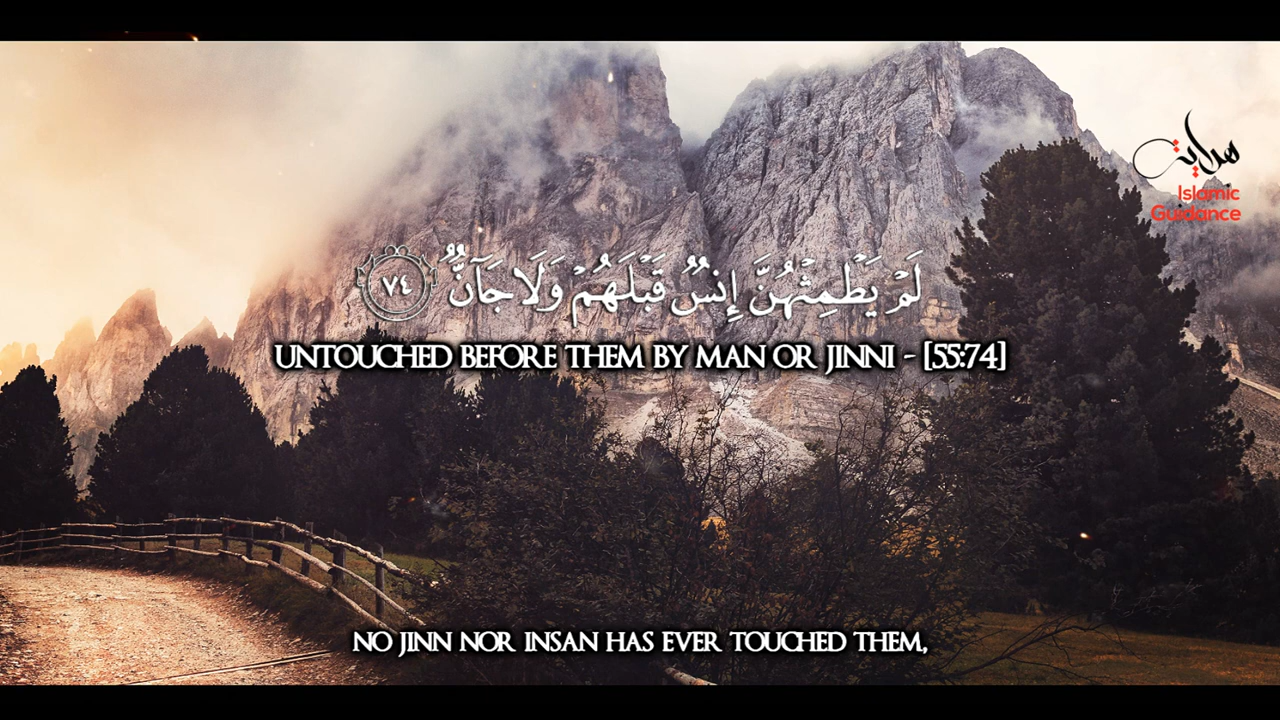 هداية
Islamic
Guidance
لَمْ يَطْمِثْهُنَّ إِنسٌ قَبْلَهُمْ وَلَا جَآنٌّ ٧٤
UNTOUCHED BEFORE THEM BY MAN OR JINNI - [55:74]
NO JINN NOR INSAN HAS EVER TOUCHED THEM,